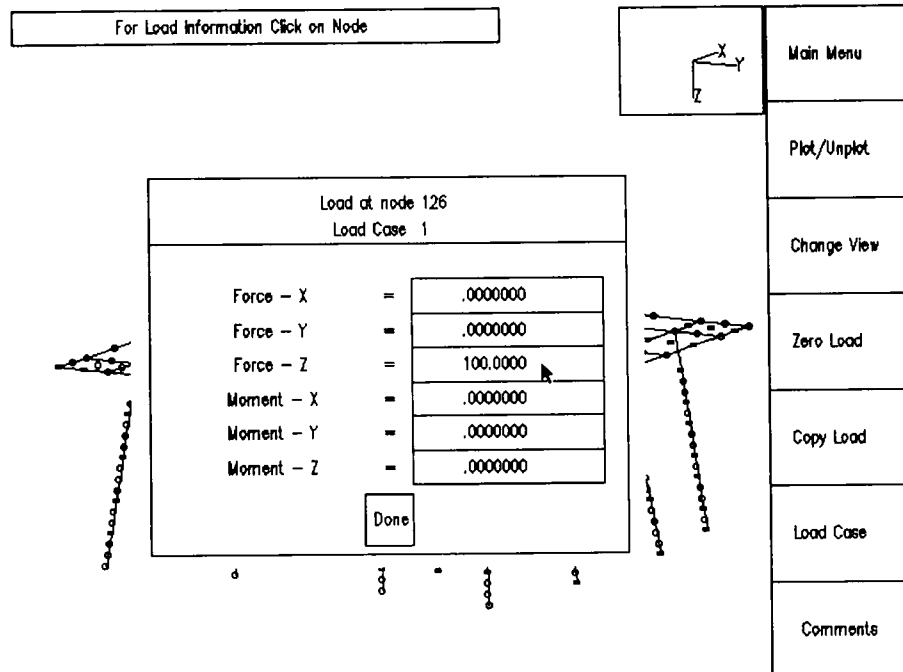 For Load Information Click on Node
X
Y
Z
Main Menu
Plot/Unplot
Change View
Zero Load
Copy Load
Load Case
Comments
Load at node 126
Load Case 1
Force - X = .0000000
Force - Y = .0000000
Force - Z = 100.0000
Moment - X = .0000000
Moment - Y = .0000000
Moment - Z = .0000000
Done